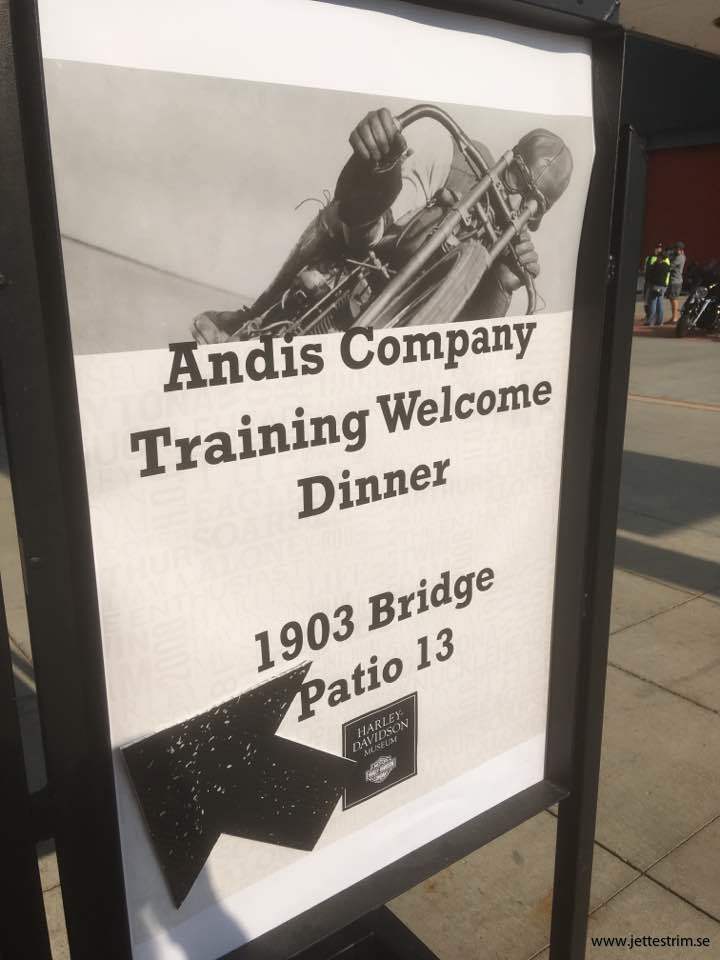 Andis Company
Training Welcome
Dinner
1903 Bridge
Patio 13
HARLEY-
DAVIDSON
MUSEUM
www.jettestrim.se